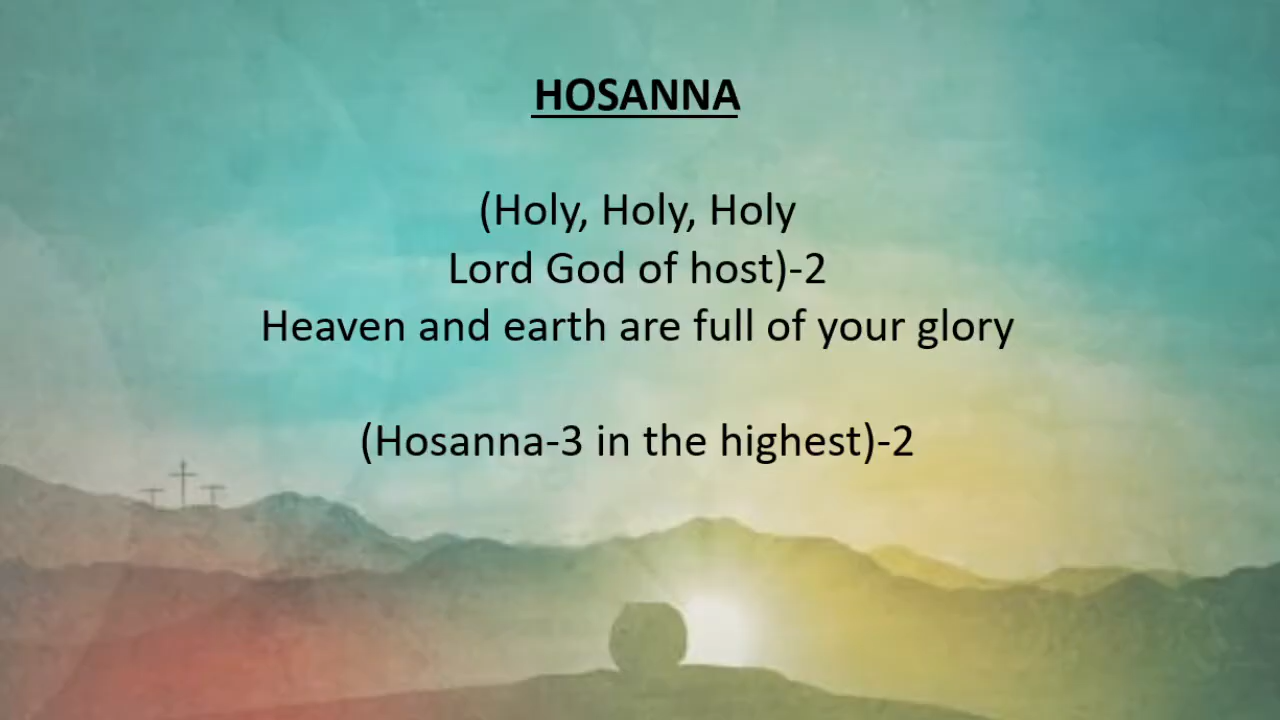 HOSANNA
(Holy, Holy, Holy
Lord God of host)-2
Heaven and earth are full of your glory
(Hosanna-3 in the highest)-2